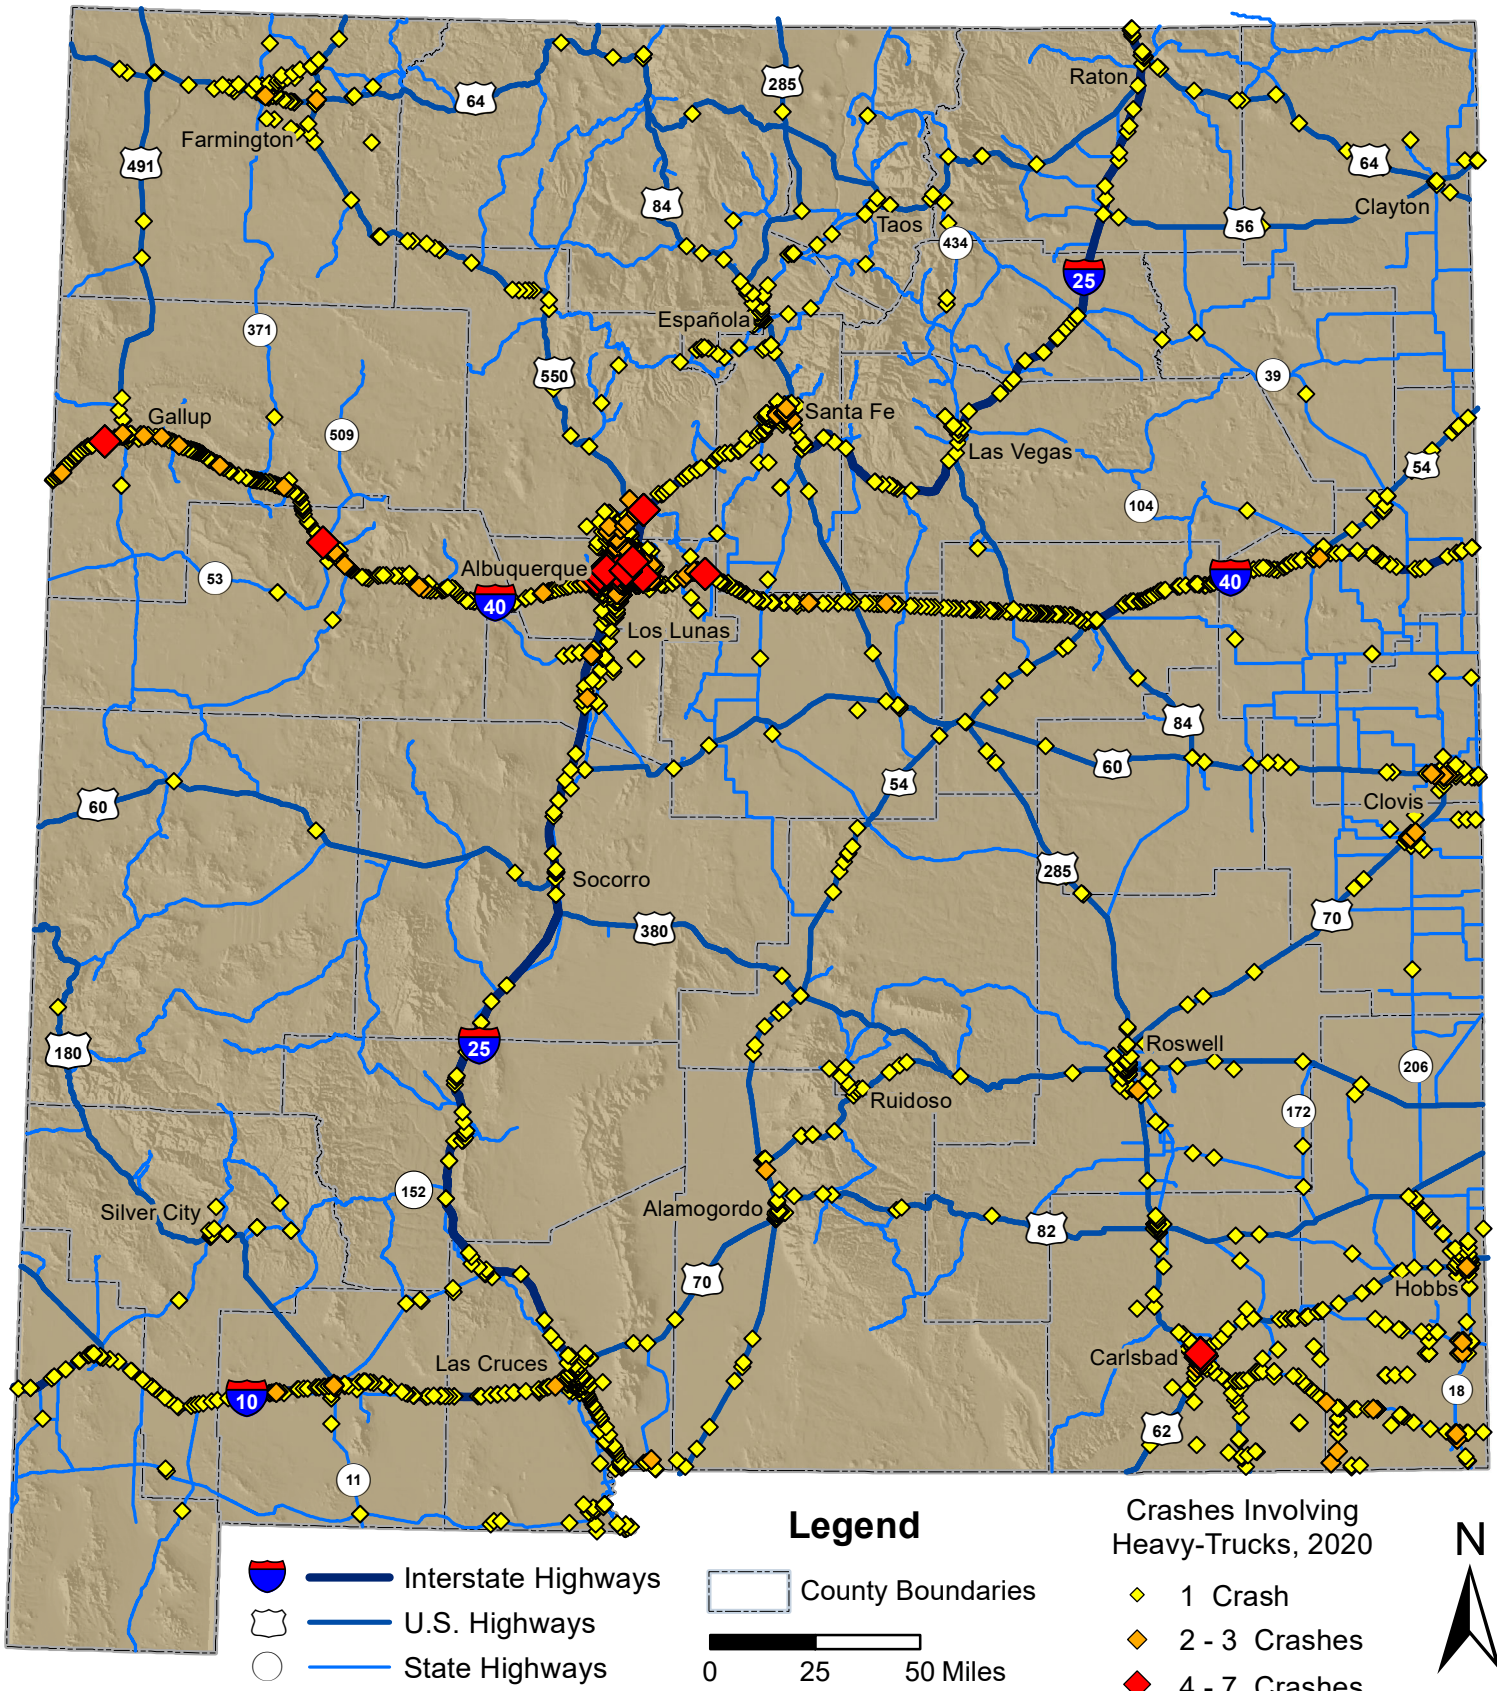 285
Raton
64
Farmington
491
64
84
Clayton
Taos
56
434
25
Española
371
550
39
Gallup
Santa Fe
509
Las Vegas
54
104
Albuquerque
53
40
40
Los Lunas
84
60
54
60
Clovis
285
Socorro
70
380
25
Roswell
180
206
Ruidoso
172
152
Silver City
Alamogordo
82
70
Hobbs
Las Cruces
Carlsbad
10
18
62
11
Legend
Interstate Highways
U.S. Highways
State Highways
County Boundaries
0 25 50 Miles
Crashes Involving
Heavy-Trucks, 2020
1 Crash
2 - 3 Crashes
4 - 7 Crashes
N